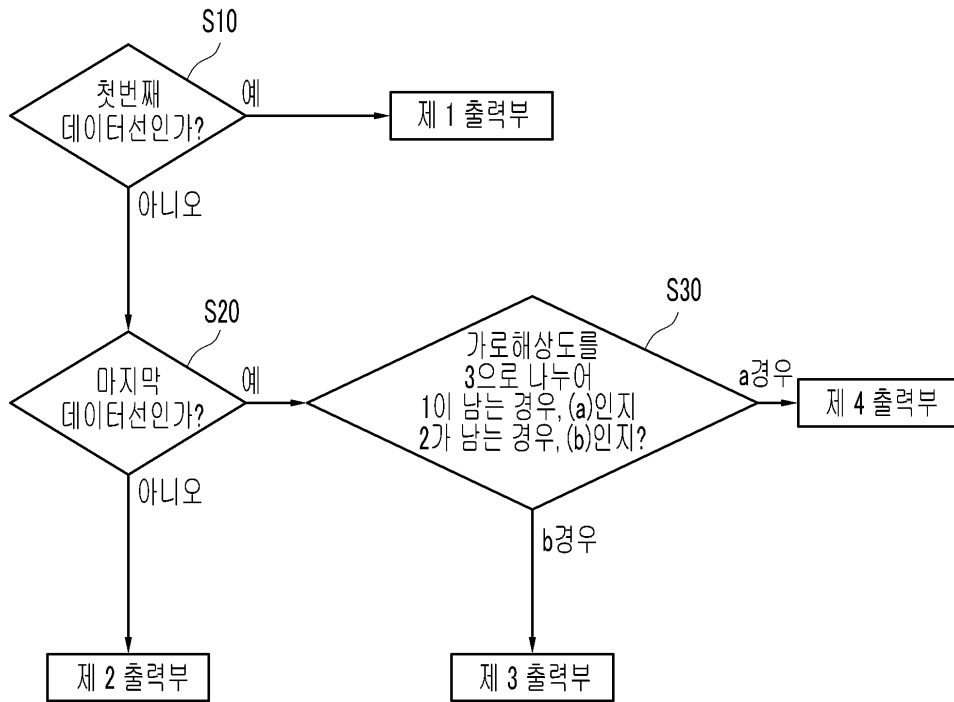 S10
첫번째
데이터선인가?
예
제 1 출력부
아니오
S20
마지막
데이터선인가?
예
S30
가로해상도를
3으로 나누어
1이 남는 경우, (a)인지
2가 남는 경우, (b)인지?
a경우
제 4 출력부
아니오
b경우
제 2 출력부
제 3 출력부